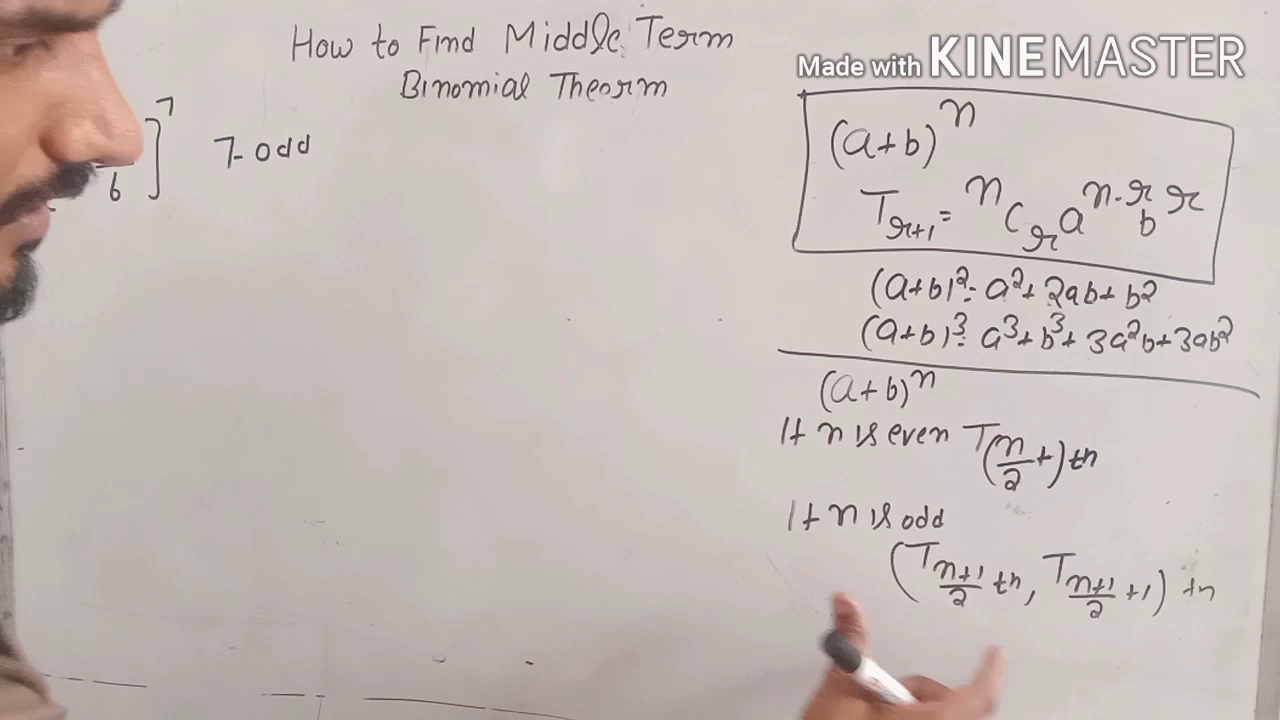 How to Find Middle Term
Binomial Theorm
Made with KINEMASTER
6 ]^7 7-odd
(a+b)^n
T_{r+1} = ^nC_r a^{n-r} b^r
(a+b)^2 = a^2 + 2ab + b^2
(a+b)^3 = a^3 + b^3 + 3a^2b + 3ab^2
(a+b)^n
If n is even T_{(n/2 +) th}
If n is odd
(T_{n+1/2} th, T_{n+1/2 +1}) th